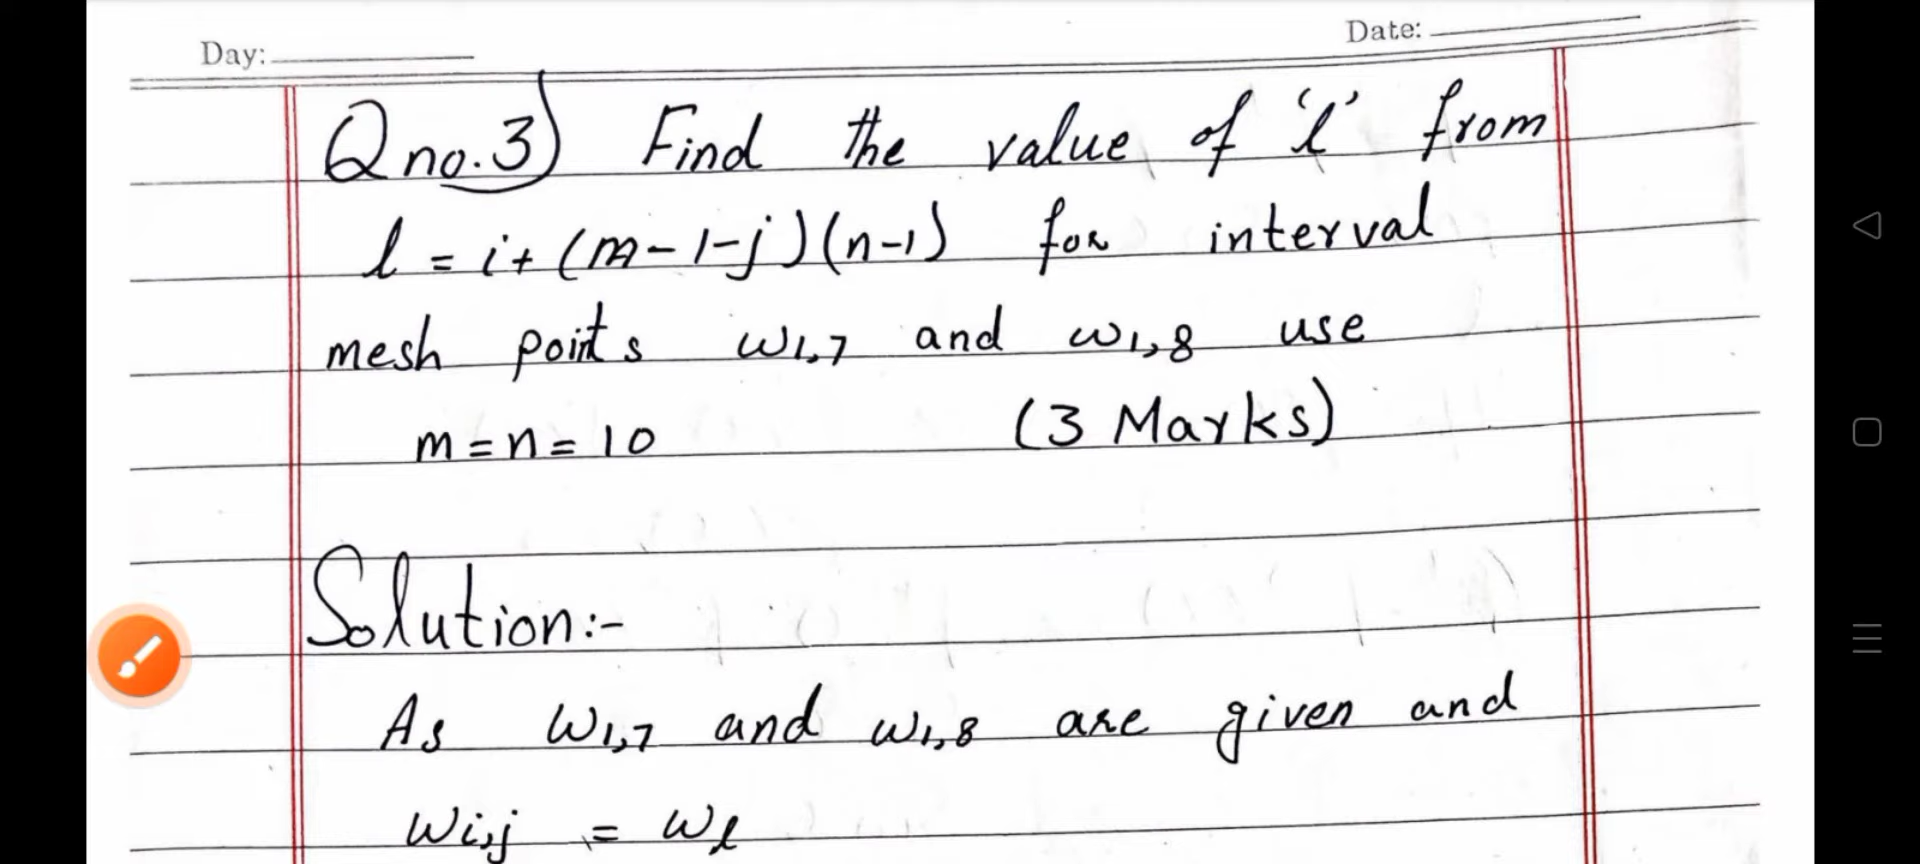 Day:
Date:
Q no. 3) Find the value of 'l' from
l = i + (m-1-j)(n-1) for interval
mesh points w1,7 and w1,8 use
m = n = 10 (3 Marks)
Solution:-
As w1,7 and w1,8 are given and
wi,j = wl